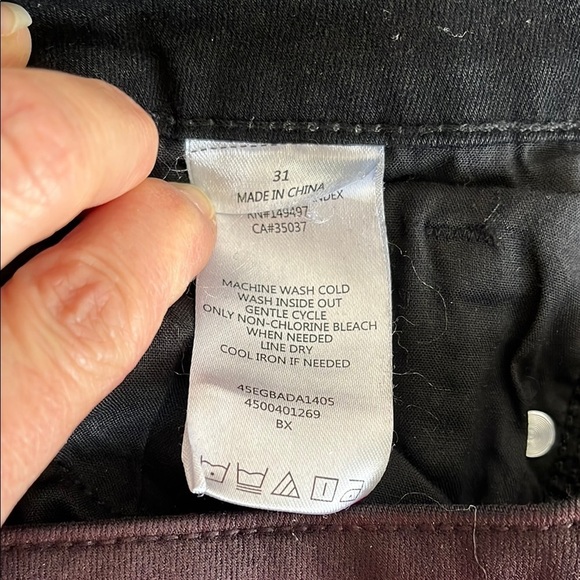 31
MADE IN CHINA
RN#149497
CA#35037
MACHINE WASH COLD
WASH INSIDE OUT
GENTLE CYCLE
ONLY NON-CHLORINE BLEACH
WHEN NEEDED
LINE DRY
COOL IRON IF NEEDED
45EGBADA140S
4500401269
BX